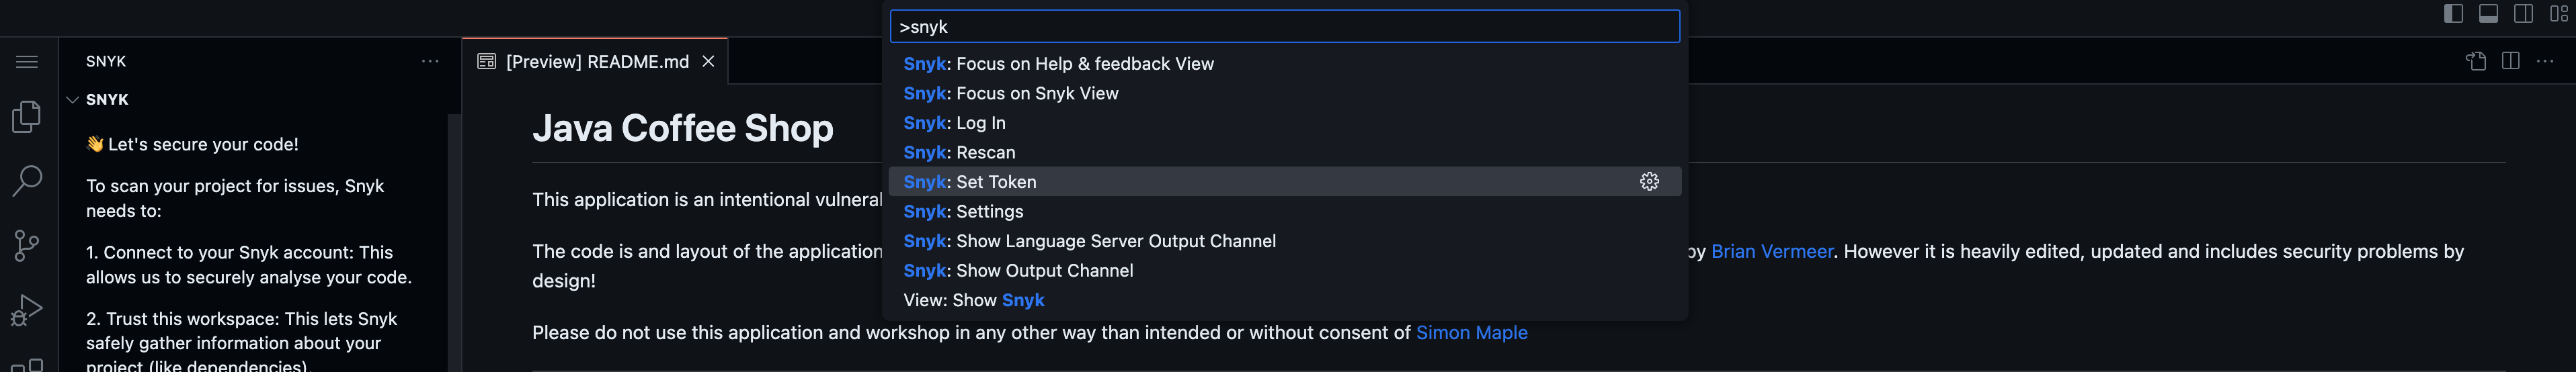 >snyk
SNYK
[Preview] README.md
Snyk: Focus on Help & feedback View
Snyk: Focus on Snyk View
Snyk: Log In
Snyk: Rescan
Snyk: Set Token
Snyk: Settings
Snyk: Show Language Server Output Channel
Snyk: Show Output Channel
View: Show Snyk
SNYK
👋 Let's secure your code!
To scan your project for issues, Snyk
needs to:
1. Connect to your Snyk account: This
allows us to securely analyse your code.
2. Trust this workspace: This lets Snyk
safely gather information about your
project (like dependencies).
Java Coffee Shop
This application is an intentional
The code is and layout of the application by Brian Vermeer. However it is heavily edited, updated and includes security problems by
design!
Please do not use this application and workshop in any other way than intended or without consent of Simon Maple